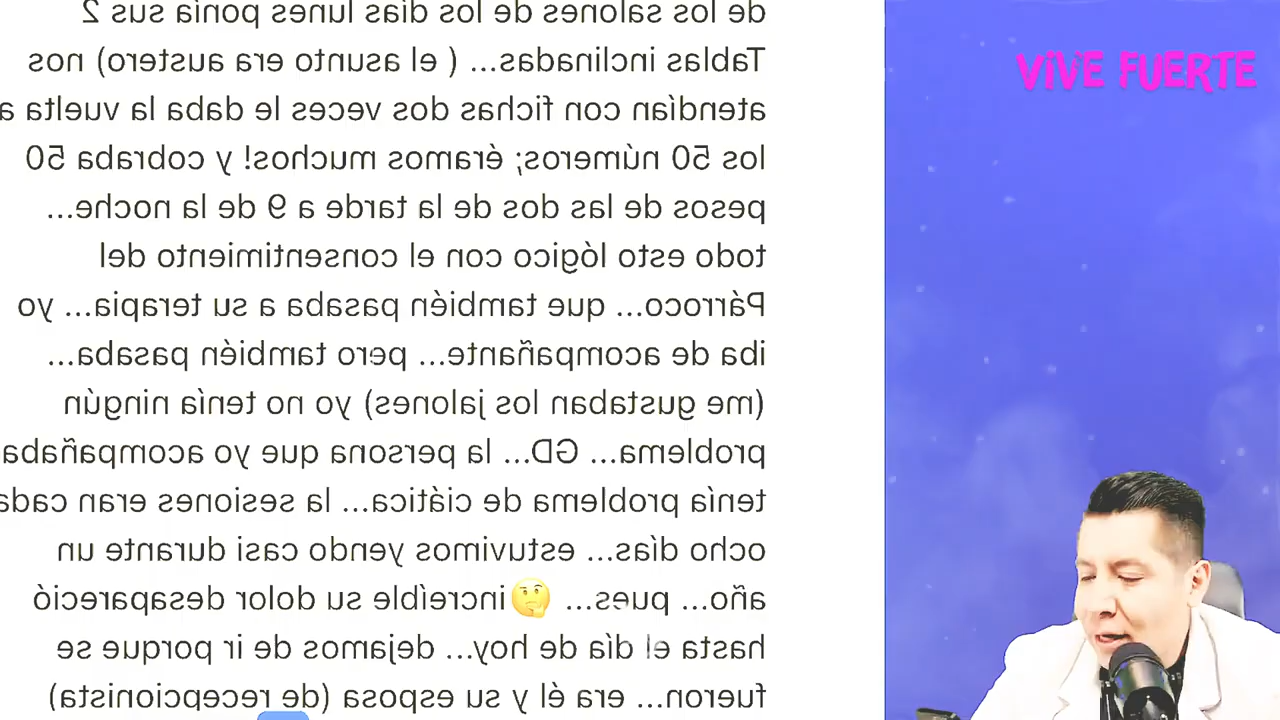 de los de salones de los días lunes ponía sus 2
Tablas inclinadas... ( el asunto era austero) nos
atendían con fichas dos veces le daba la vuelta a
los 50 números; éramos muchos! y cobraba 50
pesos de las dos de la tarde a 9 de la noche...
todo esto lógico con el consentimiento del
Párroco... que también pasaba a su terapia... yo
iba de acompañante... pero también pasaba...
(me gustaban los jalones) yo no tenía ningún
problema... GD... la persona que yo acompañaba
tenía problema de ciática... la sesiones eran cada
ocho días... estuvimos yendo casi durante un
año... pues... 🤔increíble su dolor desapareció
hasta el día de hoy... dejamos de ir porque se
fueron... era él y su esposa (de recepcionista)
VIVE FUERTE